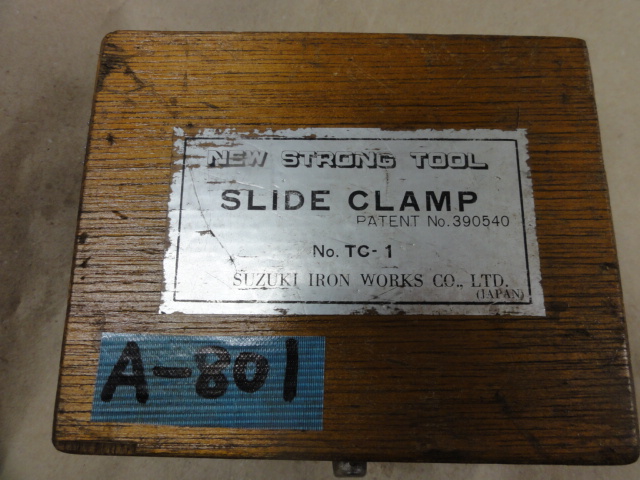 NEW STRONG TOOL
SLIDE CLAMP
PATENT No. 390540
No. TC-1
SUZUKI IRON WORKS CO., LTD.
(JAPAN)
A-801